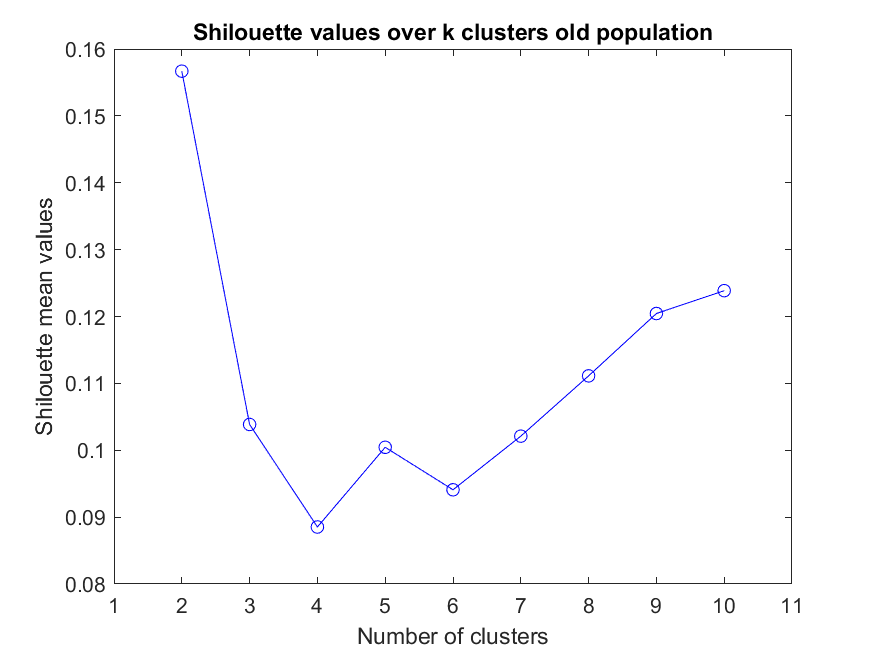 Shilouette values over k clusters old population
0.16
0.15
0.14
0.13
0.12
0.11
0.1
0.09
0.08
Shilouette mean values
1 2 3 4 5 6 7 8 9 10 11
Number of clusters